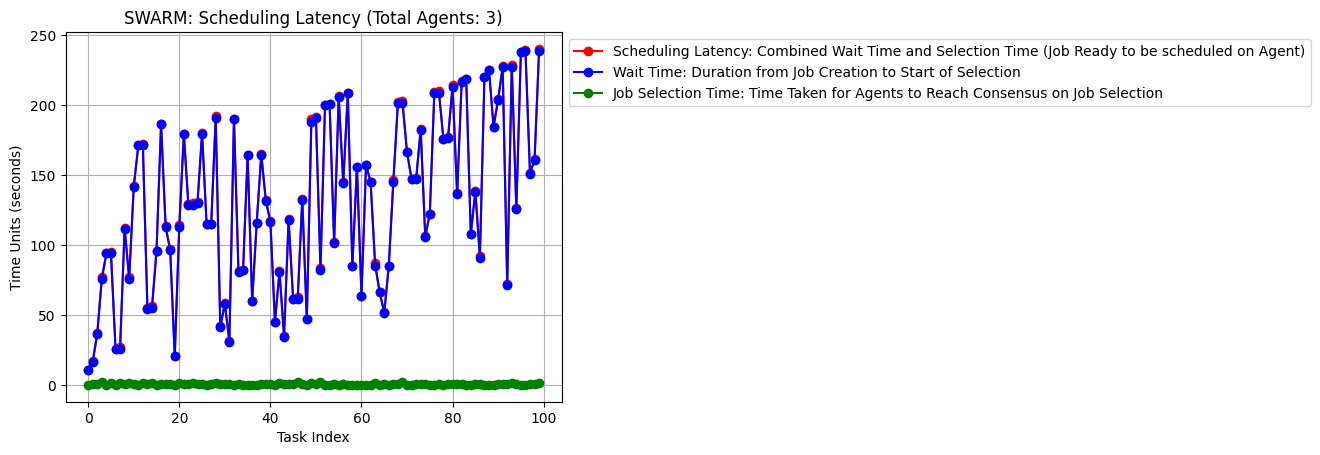 SWARM: Scheduling Latency (Total Agents: 3)
250
200
150
100
50
0
Time Units (seconds)
0 20 40 60 80 100
Task Index
Scheduling Latency: Combined Wait Time and Selection Time (Job Ready to be scheduled on Agent)
Wait Time: Duration from Job Creation to Start of Selection
Job Selection Time: Time Taken for Agents to Reach Consensus on Job Selection